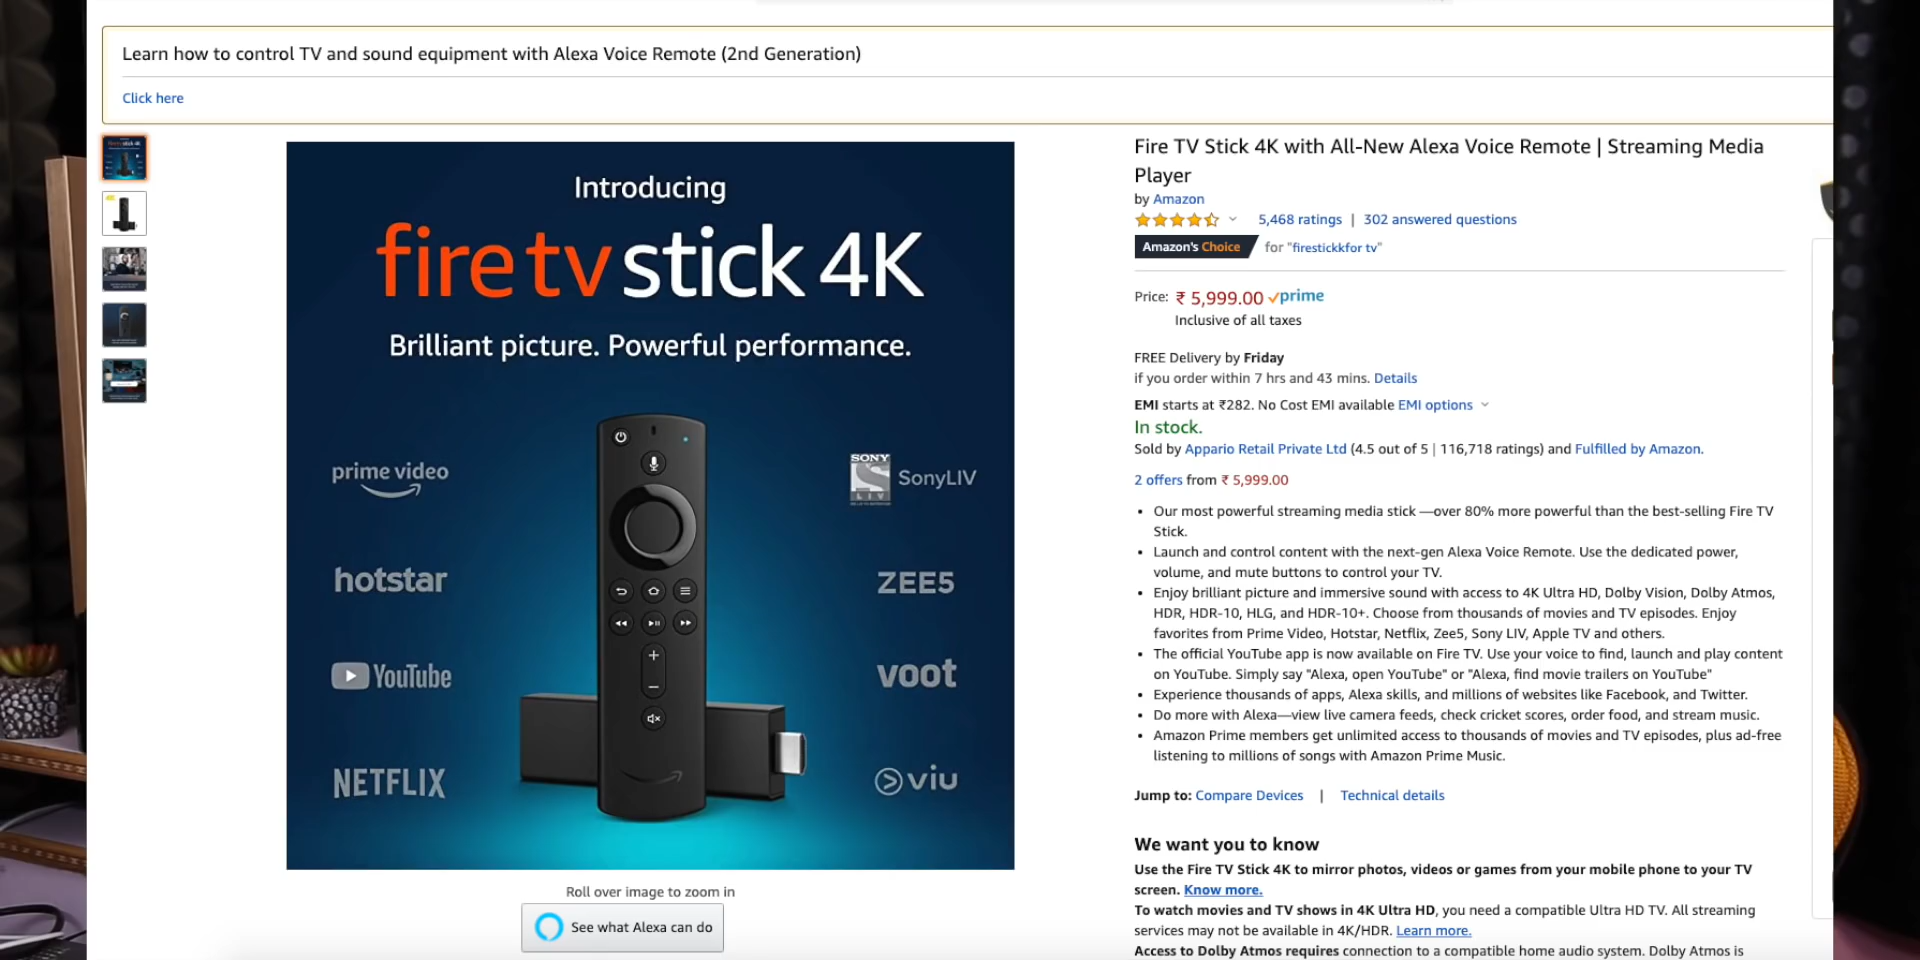 Learn how to control TV and sound equipment with Alexa Voice Remote (2nd Generation)
Click here
Introducing
fire tv stick 4K
Brilliant picture. Powerful performance.
prime video
SONY
LIV
SonyLIV
hotstar
ZEE5
YouTube
voot
NETFLIX
viu
Roll over image to zoom in
See what Alexa can do
Fire TV Stick 4K with All-New Alexa Voice Remote | Streaming Media
Player
by Amazon
5,468 ratings | 302 answered questions
Amazon's Choice for "firestickkfor tv"
Price: ₹ 5,999.00 prime
Inclusive of all taxes
FREE Delivery by Friday
if you order within 7 hrs and 43 mins. Details
EMI starts at ₹282. No Cost EMI available EMI options
In stock.
Sold by Appario Retail Private Ltd (4.5 out of 5 | 116,718 ratings) and Fulfilled by Amazon.
2 offers from ₹ 5,999.00
• Our most powerful streaming media stick —over 80% more powerful than the best-selling Fire TV
Stick.
• Launch and control content with the next-gen Alexa Voice Remote. Use the dedicated power,
volume, and mute buttons to control your TV.
• Enjoy brilliant picture and immersive sound with access to 4K Ultra HD, Dolby Vision, Dolby Atmos,
HDR, HDR-10, HLG, and HDR-10+. Choose from thousands of movies and TV episodes. Enjoy
favorites from Prime Video, Hotstar, Netflix, Zee5, Sony LIV, Apple TV and others.
• The official YouTube app is now available on Fire TV. Use your voice to find, launch and play content
on YouTube. Simply say "Alexa, open YouTube" or "Alexa, find movie trailers on YouTube"
• Experience thousands of apps, Alexa skills, and millions of websites like Facebook, and Twitter.
• Do more with Alexa—view live camera feeds, check cricket scores, order food, and stream music.
• Amazon Prime members get unlimited access to thousands of movies and TV episodes, plus ad-free
listening to millions of songs with Amazon Prime Music.
Jump to: Compare Devices | Technical details
We want you to know
Use the Fire TV Stick 4K to mirror photos, videos or games from your mobile phone to your TV
screen. Know more.
To watch movies and TV shows in 4K Ultra HD, you need a compatible Ultra HD TV. All streaming
services may not be available in 4K/HDR. Learn more.
Access to Dolby Atmos requires connection to a compatible home audio system. Dolby Atmos is